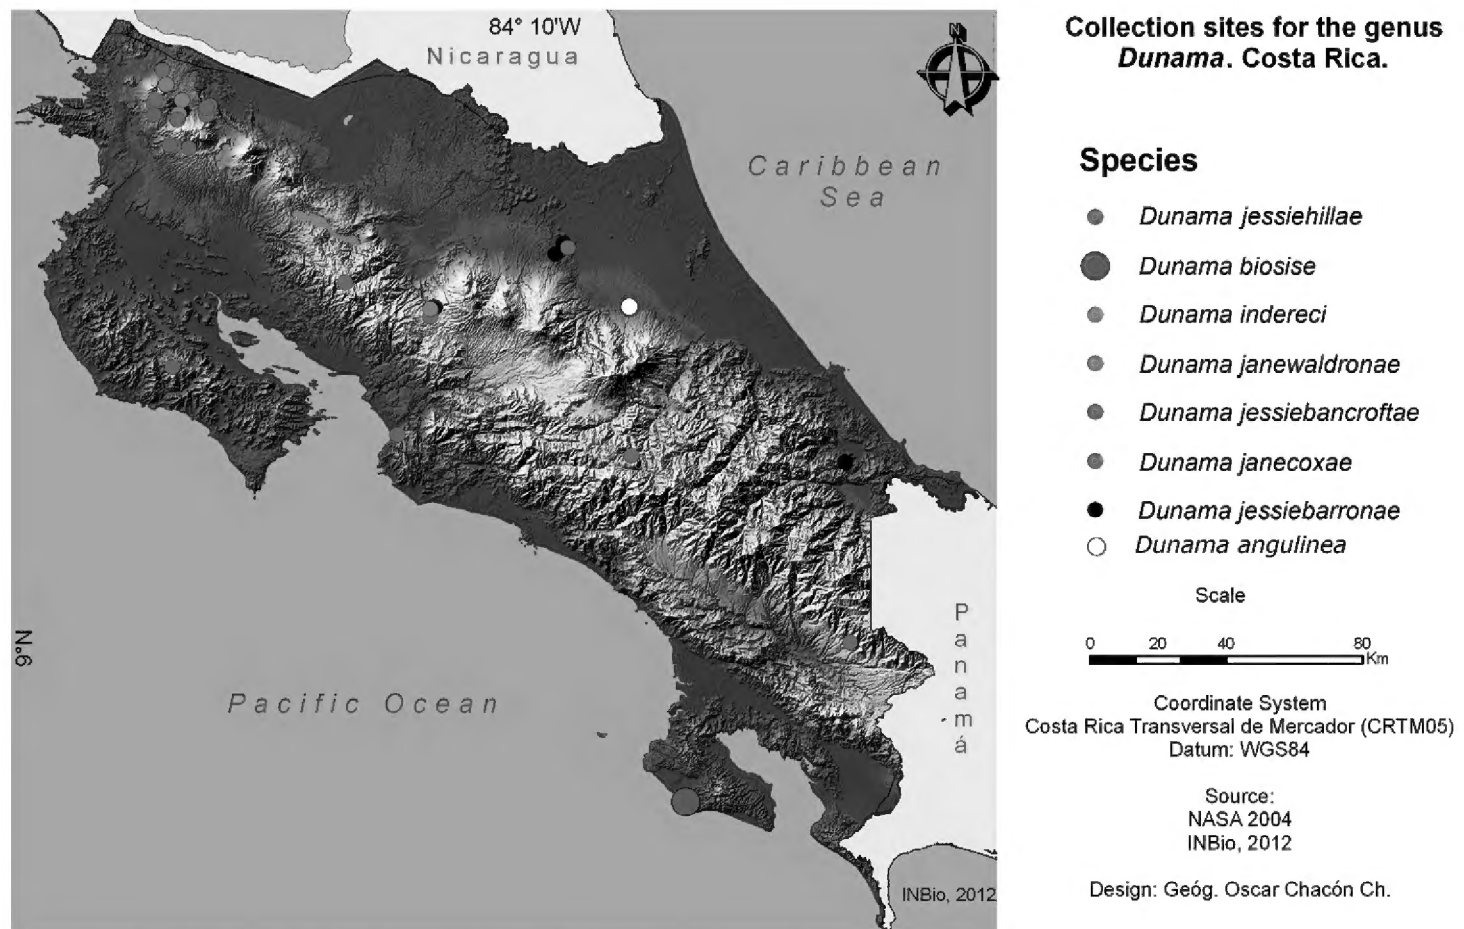 84° 10'W
Nicaragua
N
Caribbean
Sea
9°N
Pacific Ocean
Panamá
INBio, 2012
Collection sites for the genus
Dunama. Costa Rica.
Species
Dunama jessiehillae
Dunama biosise
Dunama indereci
Dunama janewaldronae
Dunama jessiebancroftae
Dunama janecoxae
Dunama jessiebarronae
Dunama angulinea
Scale
0 20 40 80
Km
Coordinate System
Costa Rica Transversal de Mercador (CRTM05)
Datum: WGS84
Source:
NASA 2004
INBio, 2012
Design: Geóg. Oscar Chacón Ch.